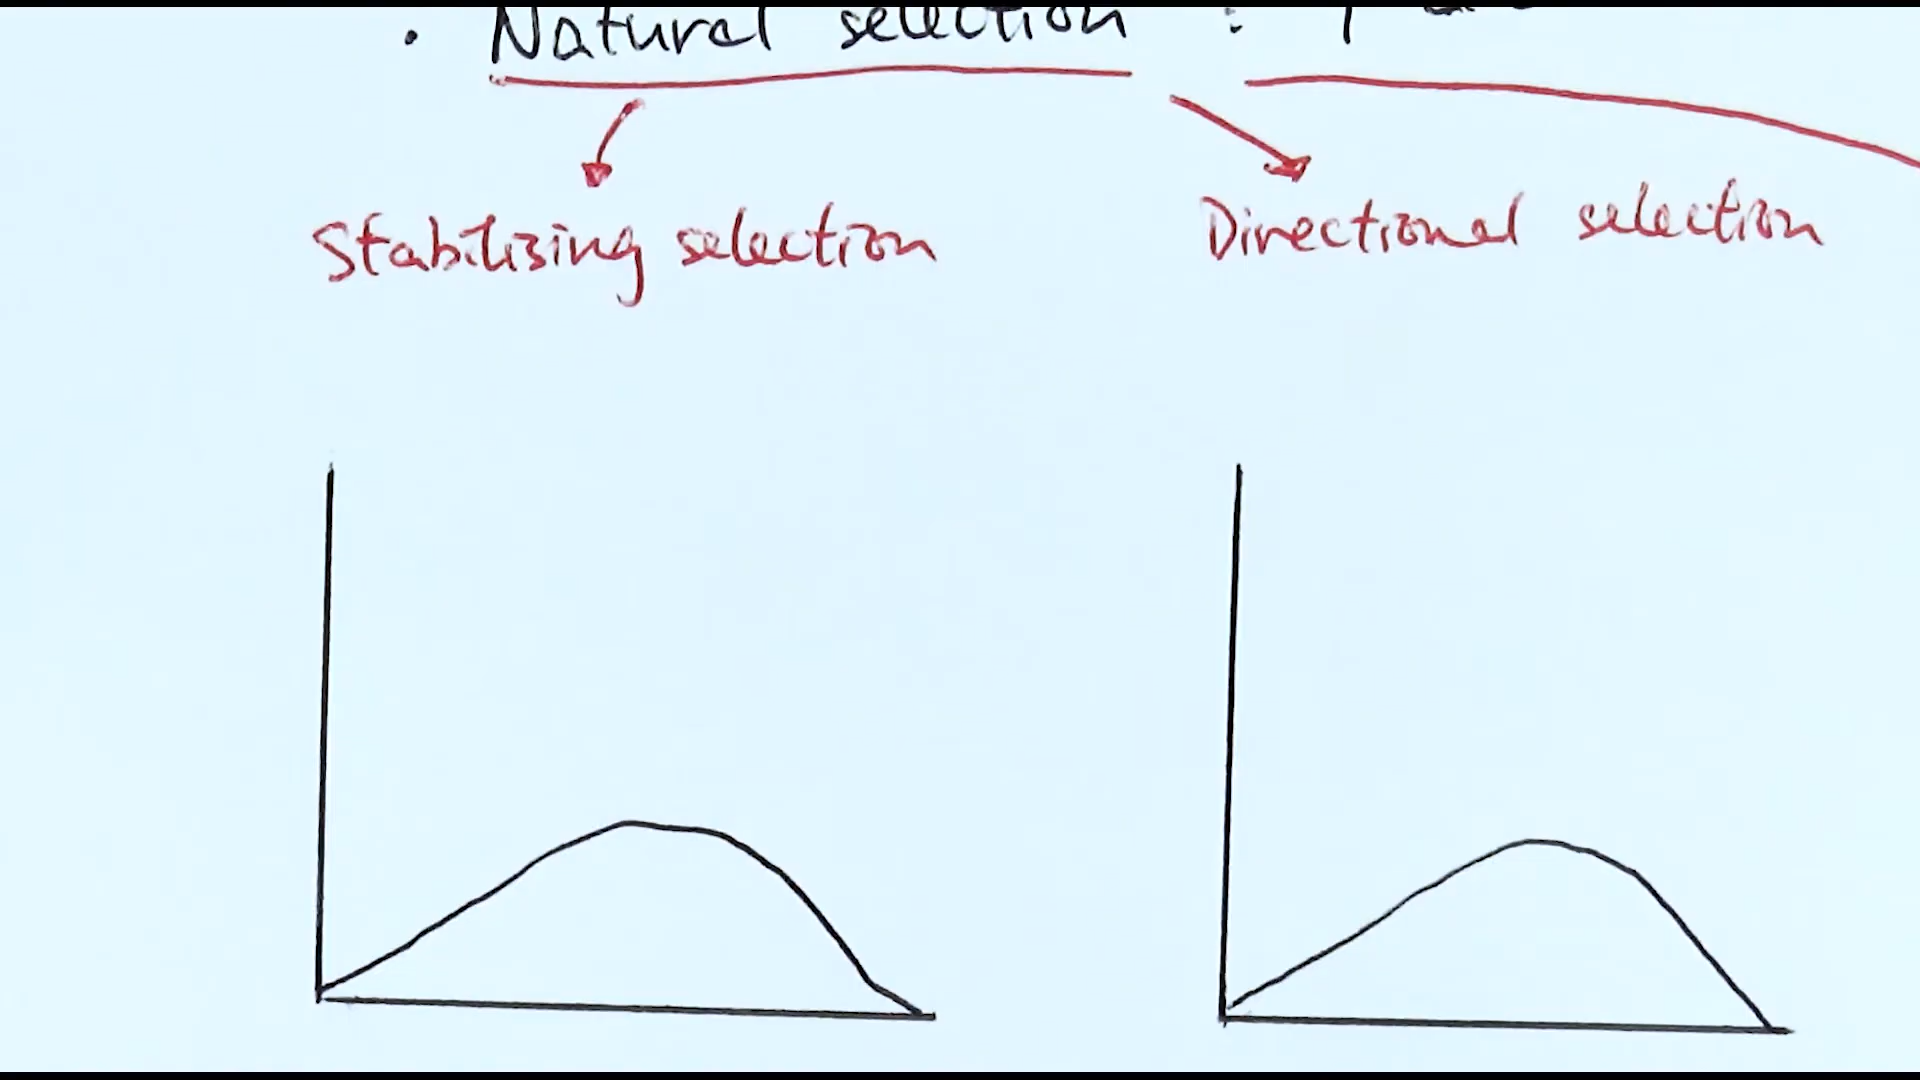 • Natural selection :
Stabilising selection
Directional selection